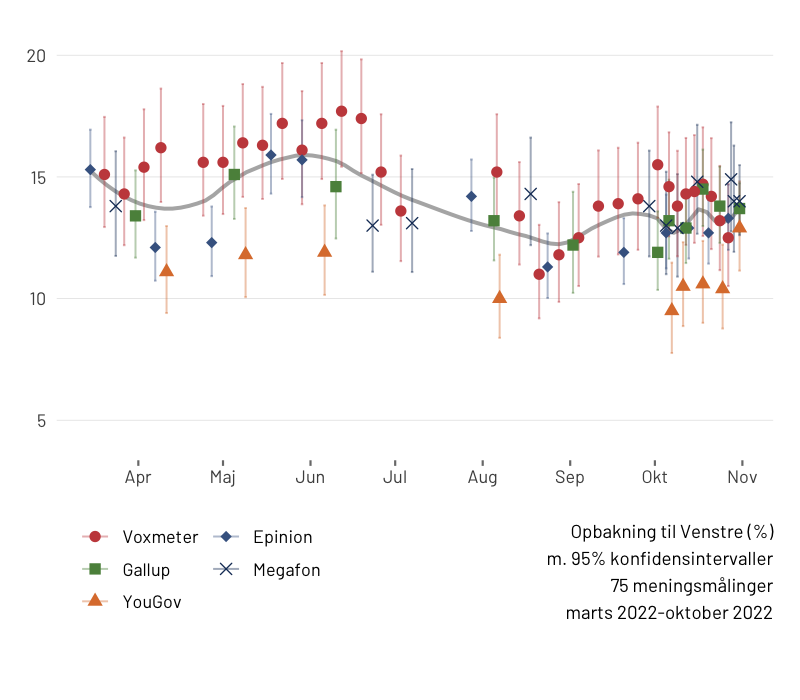 20
15
10
5
Apr Maj Jun Jul Aug Sep Okt Nov
Voxmeter Epinion
Gallup Megafon
YouGov
Opbakning til Venstre (%)
m. 95% konfidensintervaller
75 meningsmålinger
marts 2022-oktober 2022